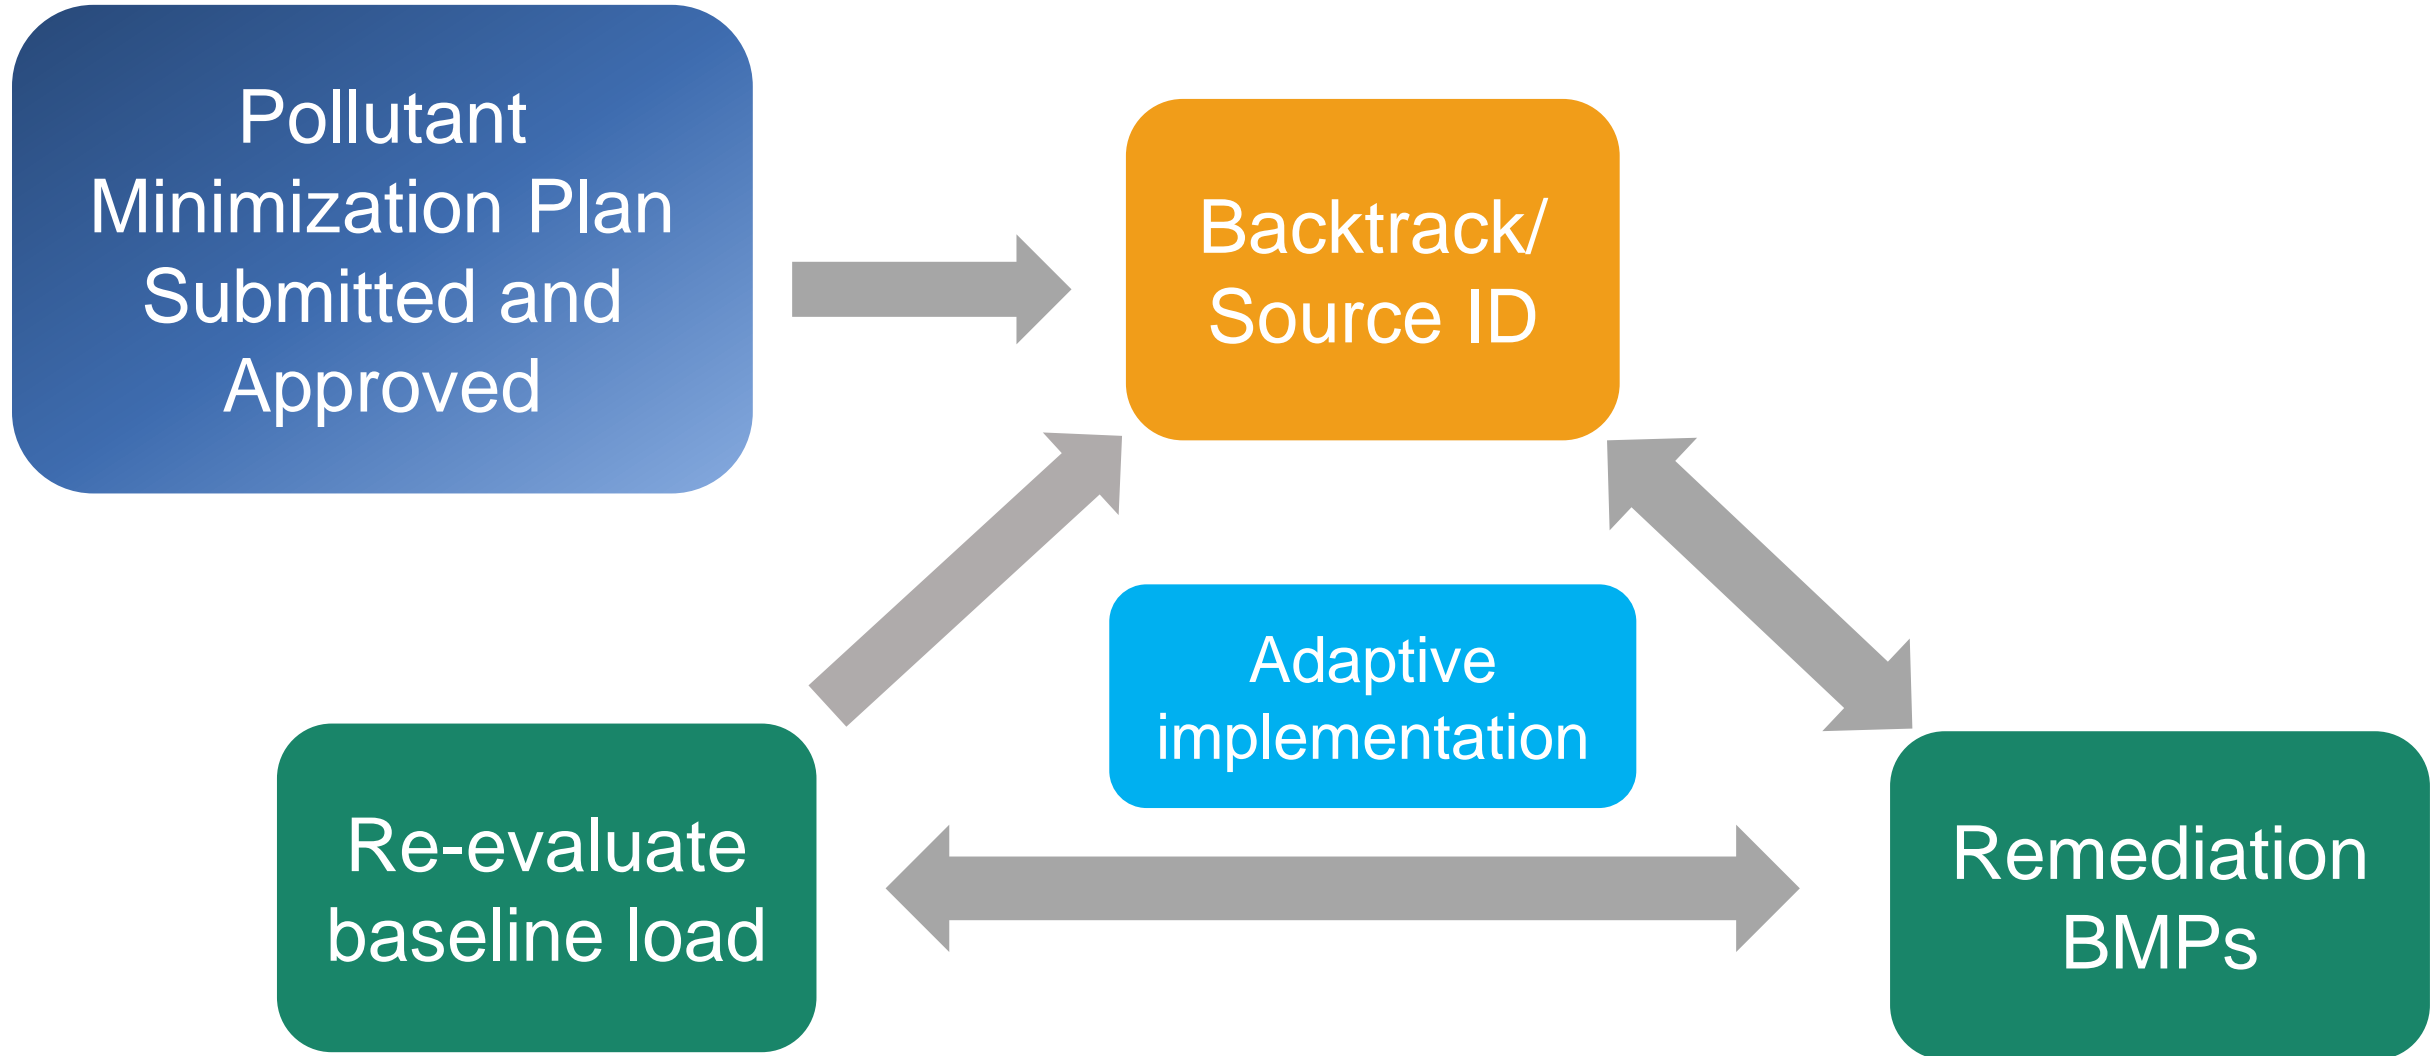 Pollutant
Minimization Plan
Submitted and
Approved
Backtrack/
Source ID
Adaptive
implementation
Re-evaluate
baseline load
Remediation
BMPs